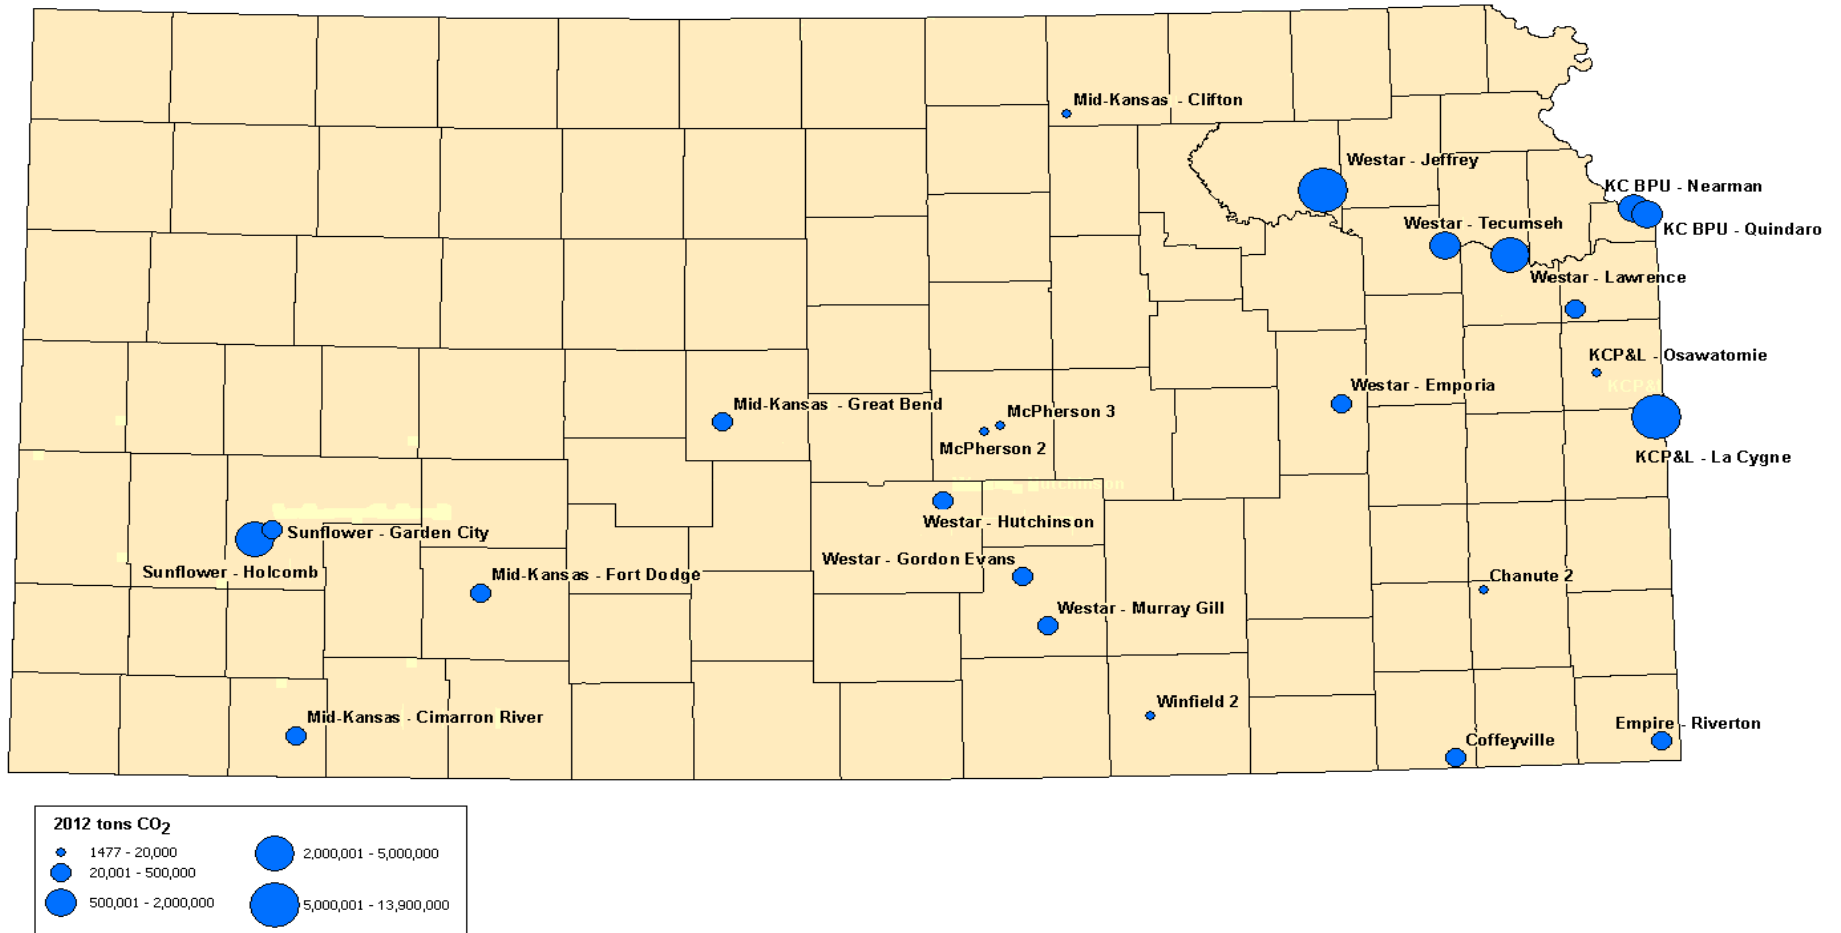 Mid-Kansas - Clifton
Westar - Jeffrey
KC BPU - Nearman
Westar - Tecumseh
KC BPU - Quindaro
Westar - Lawrence
KCP&L - Osawatomie
Westar - Emporia
Mid-Kansas - Great Bend
McPherson 3
McPherson 2
KCP&L - La Cygne
Westar - Hutchinson
Sunflower - Garden City
Westar - Gordon Evans
Sunflower - Holcomb
Mid-Kansas - Fort Dodge
Chanute 2
Westar - Murray Gill
Winfield 2
Mid-Kansas - Cimarron River
Empire - Riverton
Coffeyville
2012 tons CO2
1477 - 20,000
20,001 - 500,000
500,001 - 2,000,000
2,000,001 - 5,000,000
5,000,001 - 13,900,000